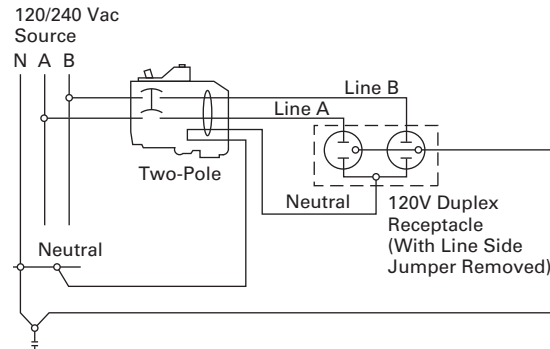 120/240 Vac
Source
N A B
Line B
Line A
Two-Pole
Neutral
120V Duplex
Receptacle
(With Line Side
Jumper Removed)
Neutral